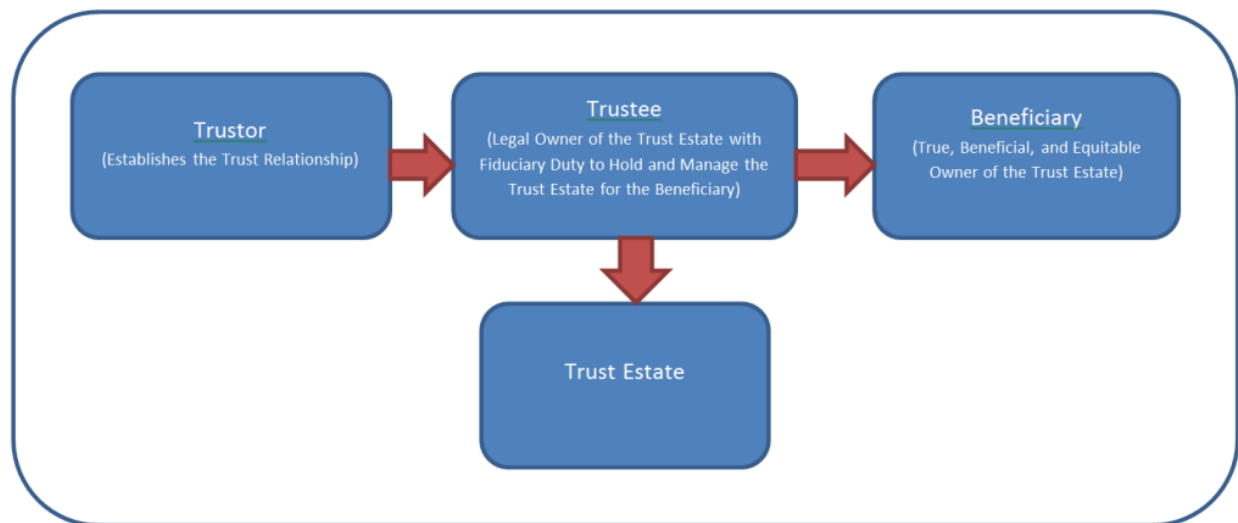 Trustor
(Establishes the Trust Relationship)
Trustee
(Legal Owner of the Trust Estate with
Fiduciary Duty to Hold and Manage the
Trust Estate for the Beneficiary)
Beneficiary
(True, Beneficial, and Equitable
Owner of the Trust Estate)
Trust Estate